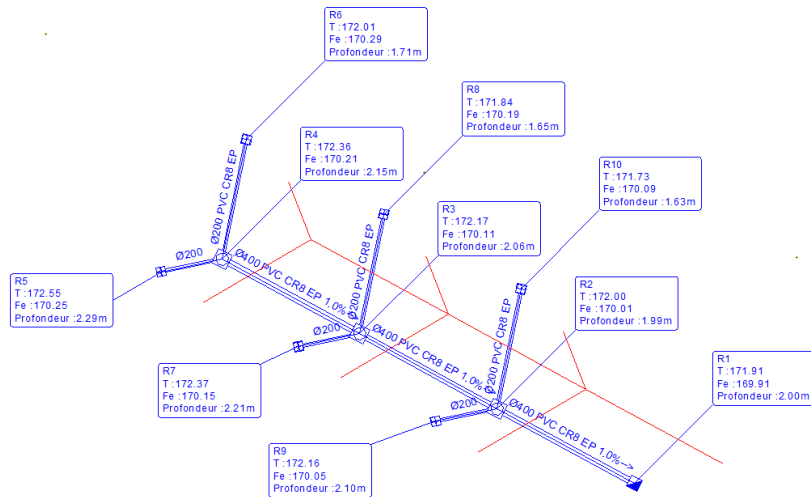 R6
T :172.01
Fe :170.29
Profondeur :1.71m
R8
T :171.84
Fe :170.19
Profondeur :1.65m
R4
T :172.36
Fe :170.21
Profondeur :2.15m
R10
T :171.73
Fe :170.09
Profondeur :1.63m
R3
T :172.17
Fe :170.11
Profondeur :2.06m
R5
T :172.55
Fe :170.25
Profondeur :2.29m
R2
T :172.00
Fe :170.01
Profondeur :1.99m
R7
T :172.37
Fe :170.15
Profondeur :2.21m
R1
T :171.91
Fe :169.91
Profondeur :2.00m
R9
T :172.16
Fe :170.05
Profondeur :2.10m
Ø200 PVC CR8 EP
Ø200
Ø400 PVC CR8 EP 1.0%-->
Ø200 PVC CR8 EP
Ø200
Ø400 PVC CR8 EP 1.0%-->
Ø200 PVC CR8 EP
Ø200
Ø400 PVC CR8 EP 1.0%-->